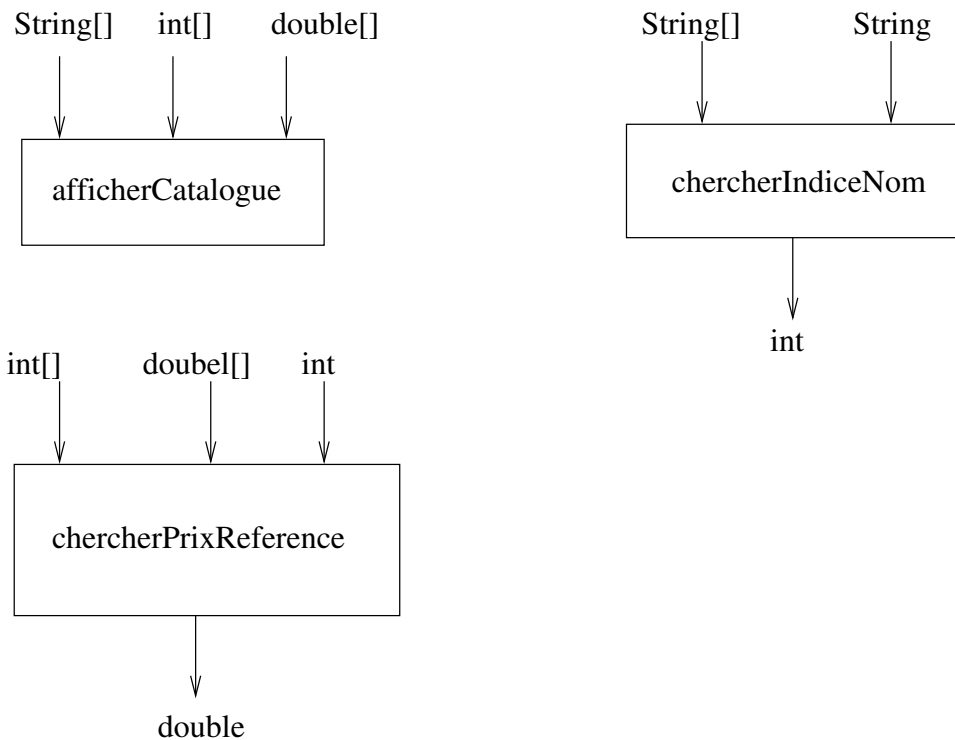 String[] int[] double[]
afficherCatalogue
String[] String
chercherIndiceNom
int
int[] doubel[] int
chercherPrixReference
double